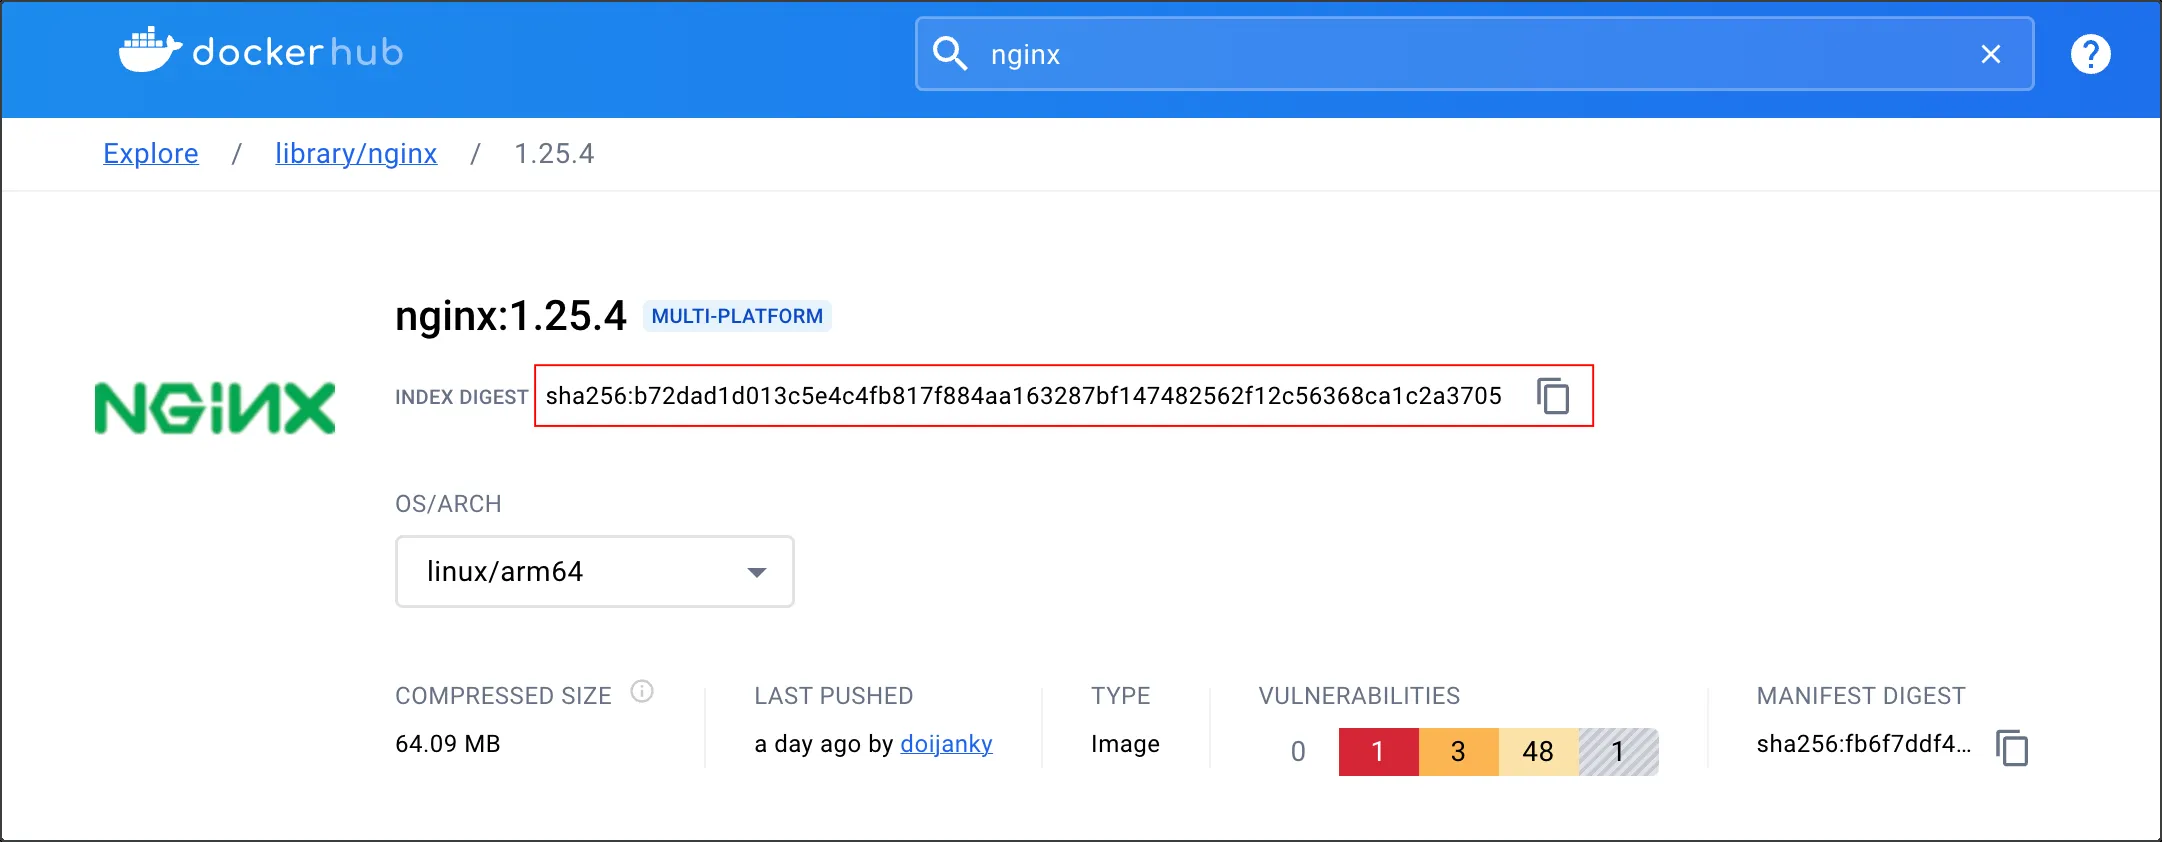 dockerhub
nginx
Explore / library/nginx / 1.25.4
nginx:1.25.4 MULTI-PLATFORM
NGINX
INDEX DIGEST sha256:b72dad1d013c5e4c4fb817f884aa163287bf147482562f12c56368ca1c2a3705
OS/ARCH
linux/arm64
COMPRESSED SIZE
64.09 MB
LAST PUSHED
a day ago by doijanky
TYPE
Image
VULNERABILITIES
0 1 3 48 1
MANIFEST DIGEST
sha256:fb6f7ddf4...